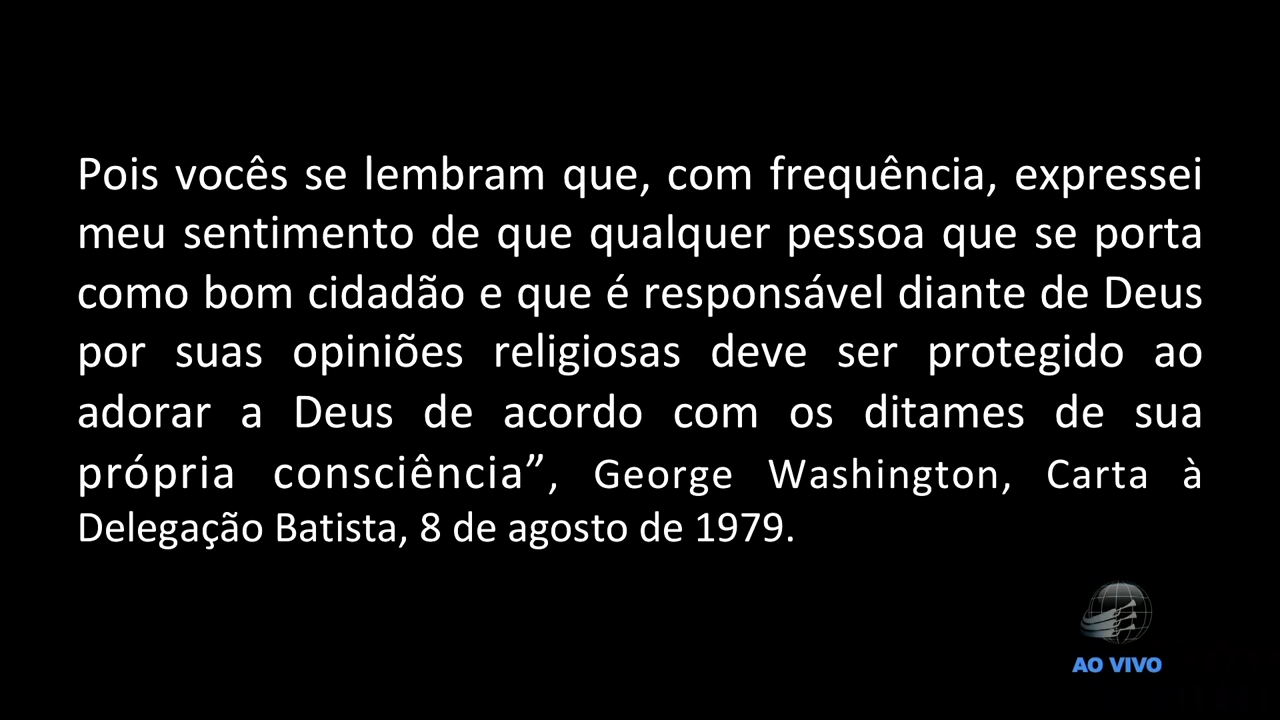 Pois vocês se lembram que, com frequência, expressei
meu sentimento de que qualquer pessoa que se porta
como bom cidadão e que é responsável diante de Deus
por suas opiniões religiosas deve ser protegido ao
adorar a Deus de acordo com os ditames de sua
própria consciência”, George Washington, Carta à
Delegação Batista, 8 de agosto de 1979.
AO VIVO